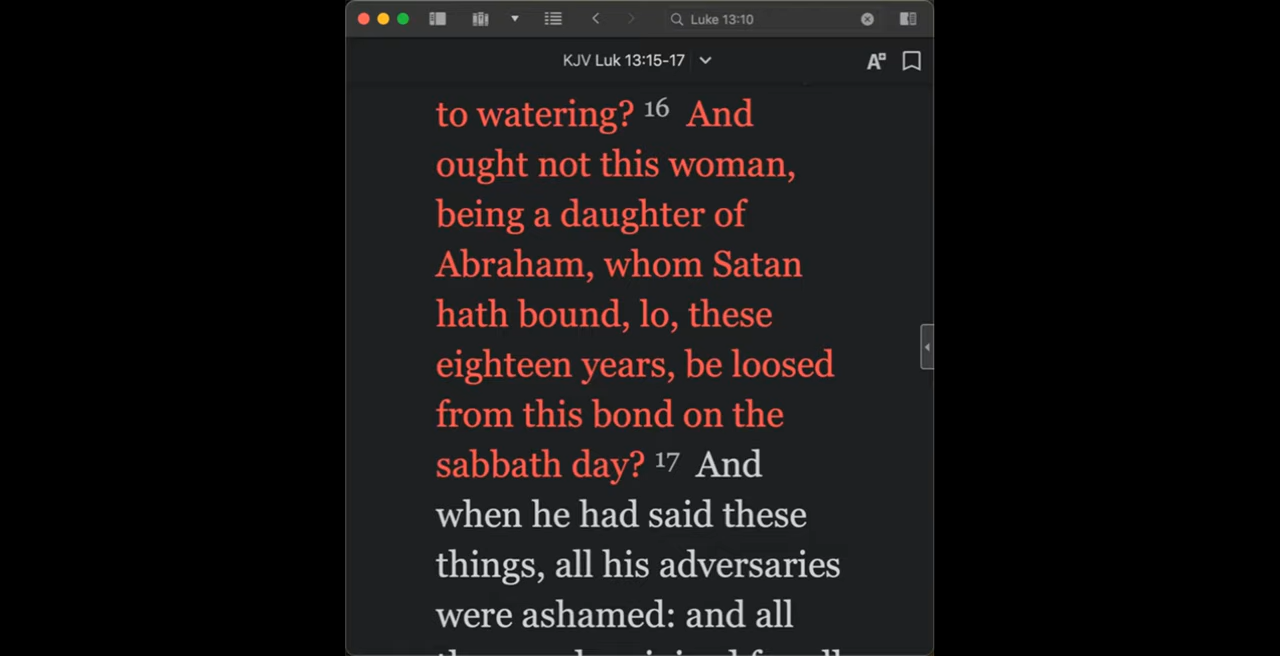 Luke 13:10
KJV Luk 13:15-17
A
to watering? 16 And
ought not this woman,
being a daughter of
Abraham, whom Satan
hath bound, lo, these
eighteen years, be loosed
from this bond on the
sabbath day? 17 And
when he had said these
things, all his adversaries
were ashamed: and all